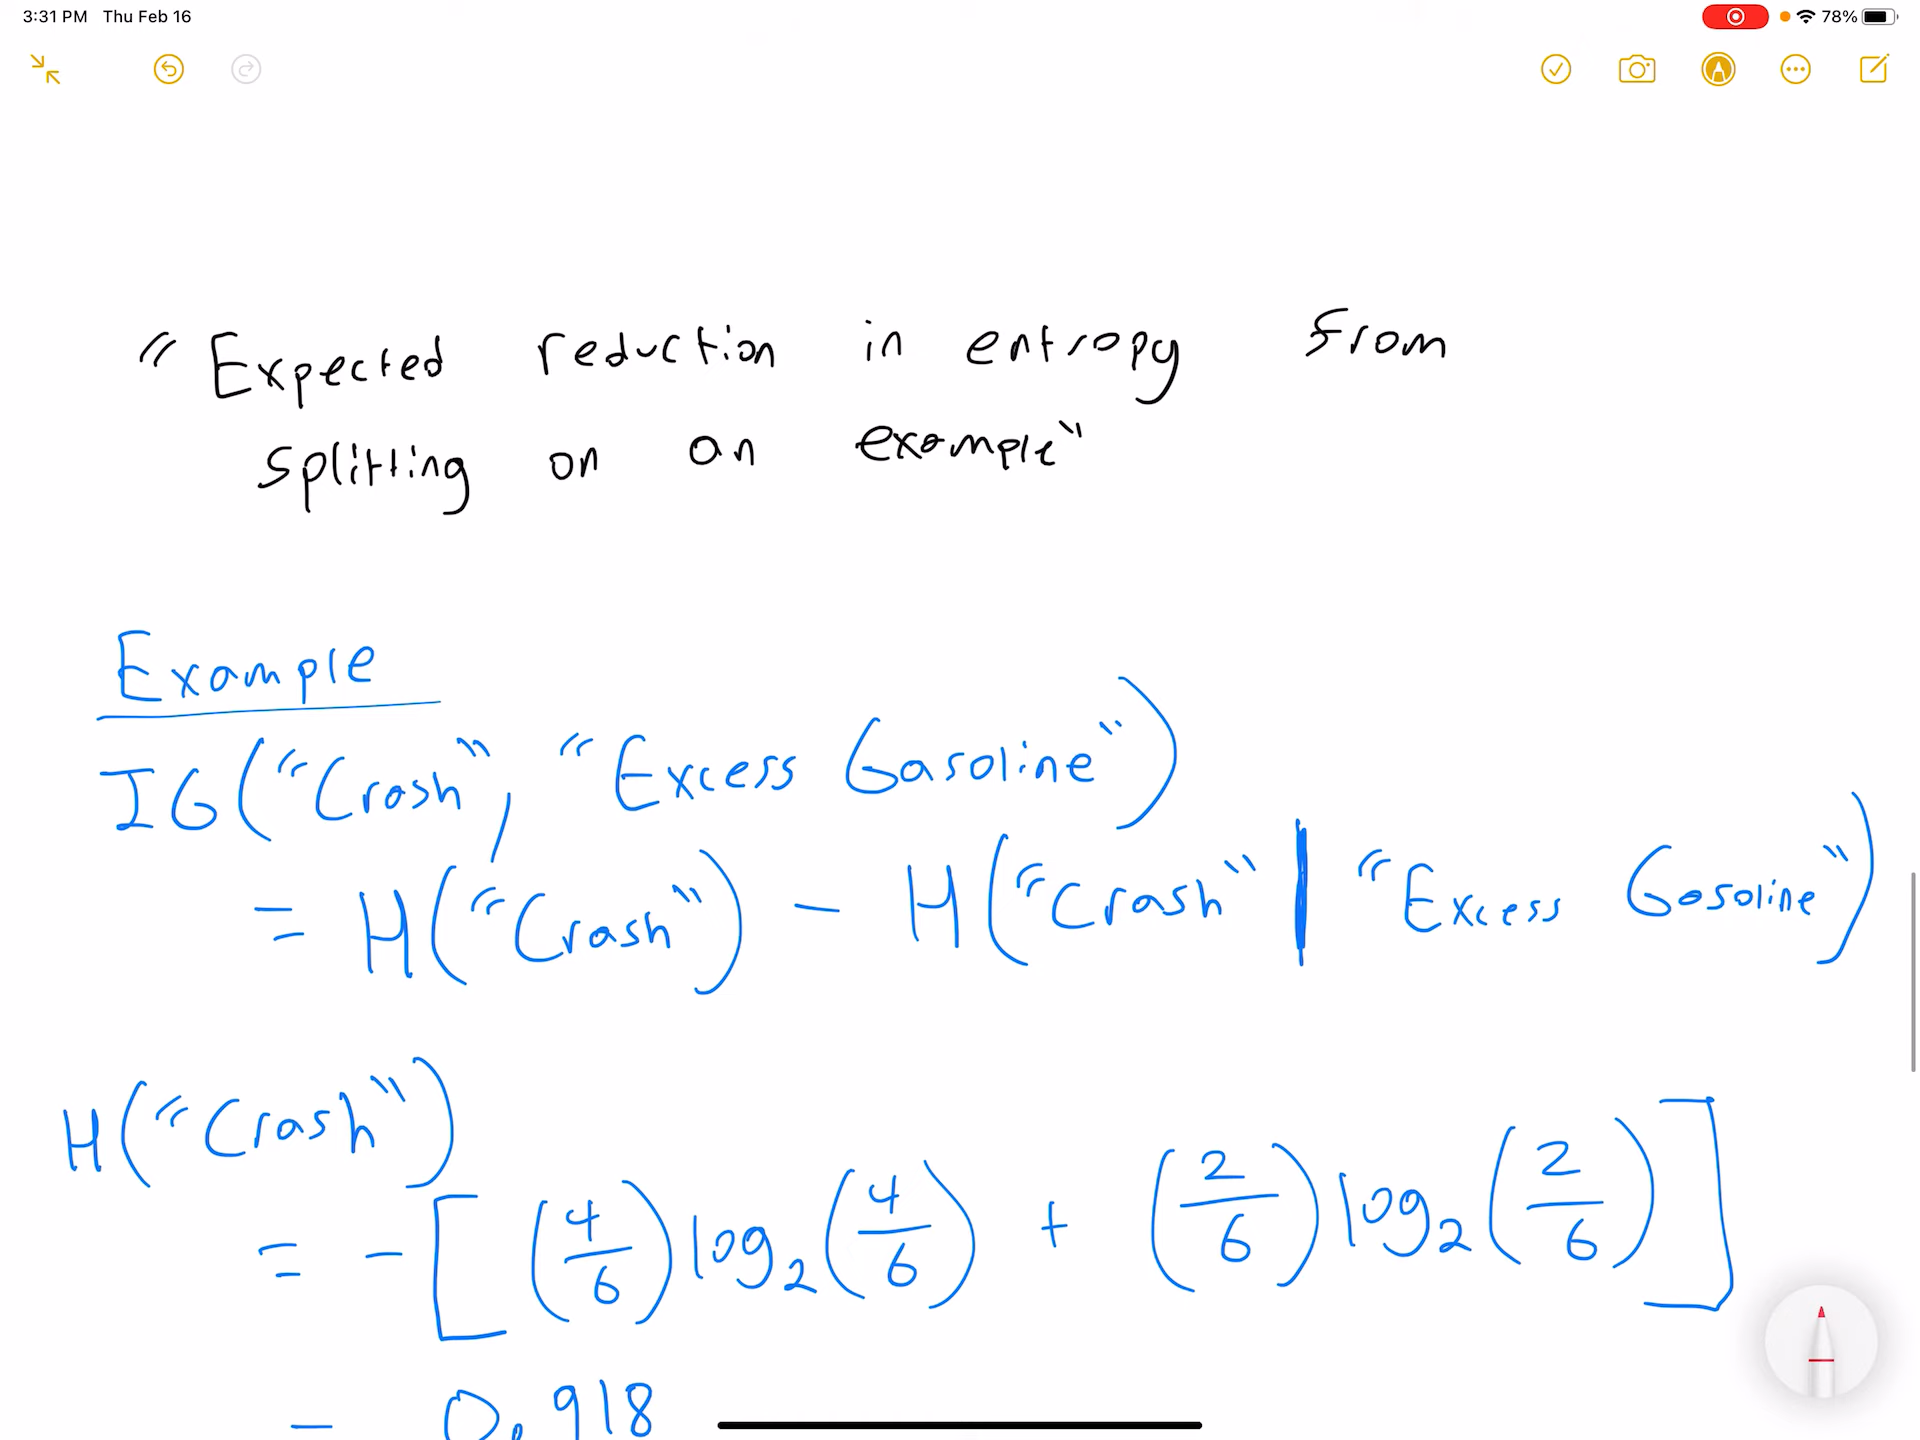 3:31 PM Thu Feb 16 78%
“Expected reduction in entropy from
splitting on an example”
Example
IG(“Crash”, “Excess Gasoline”)
= H(“Crash”) - H(“Crash” | “Excess Gasoline”)
H(“Crash”)
= -[(4/6)log₂(4/6) + (2/6)log₂(2/6)]
0.918